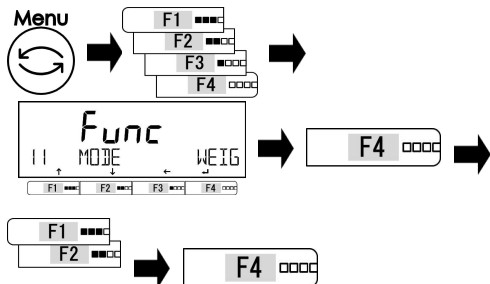 Menu
F1
F2
F3
F4
Func
11 MODE WEIG
↑ ↓ ← ↵
F1 F2 F3 F4
F4
F1
F2
F4